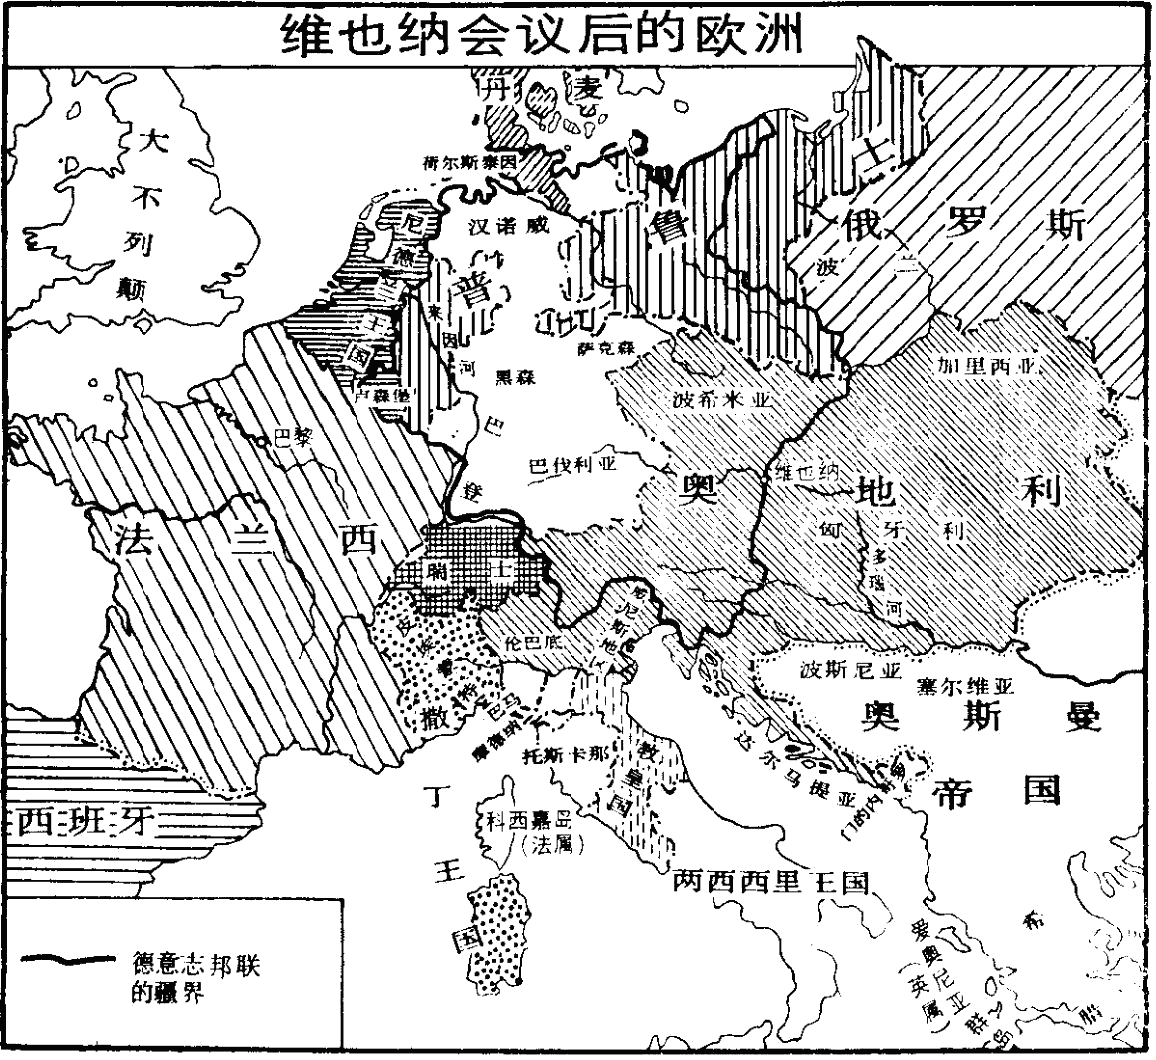 维也纳会议后的欧洲
丹麦
大不列颠
荷尔斯泰因
尼德兰王国
汉诺威
普鲁士
俄罗斯
波兰
莱因河
萨克森
黑森
卢森堡
加里西亚
波希米亚
巴黎
巴登
巴伐利亚
维也纳
奥地利
匈牙利
多瑙河
法兰西
瑞士
伦巴底
威尼斯
皮埃蒙特
巴马
摩德纳
托斯卡那
教皇国
撒丁王国
波斯尼亚
塞尔维亚
奥斯曼
帝国
达尔马提亚
西班牙
科西嘉岛
(法属)
两西西里王国
爱奥尼亚群岛
(英属)
希腊
德意志邦联
的疆界